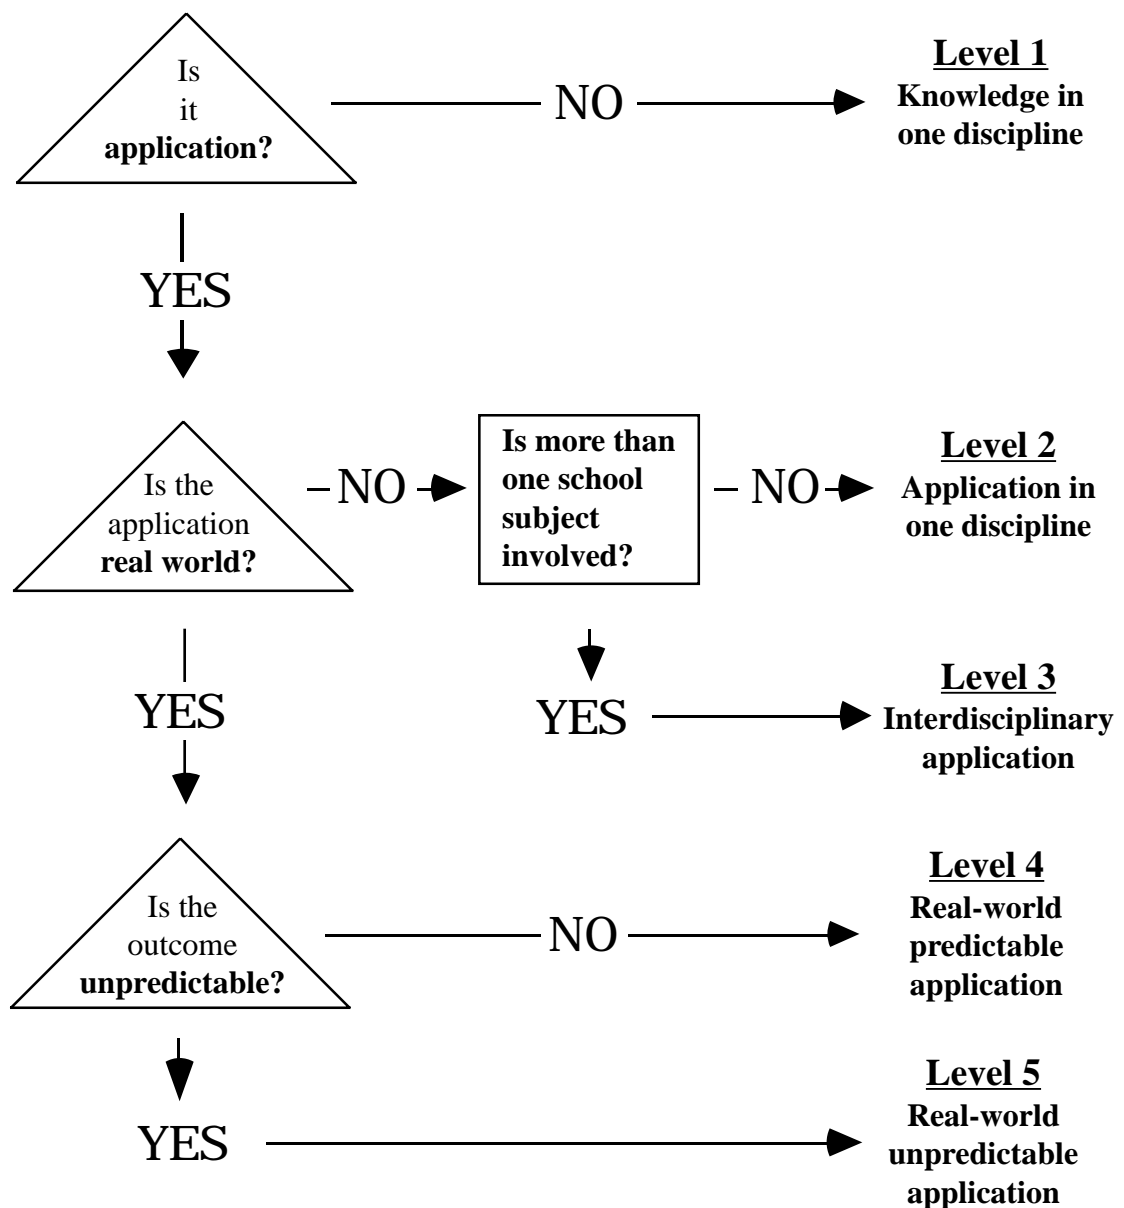 Is
it
application?
NO
Level 1
Knowledge in
one discipline
YES
Is the
application
real world?
NO
Is more than
one school
subject
involved?
NO
Level 2
Application in
one discipline
YES
YES
Level 3
Interdisciplinary
application
Is the
outcome
unpredictable?
NO
Level 4
Real-world
predictable
application
YES
Level 5
Real-world
unpredictable
application